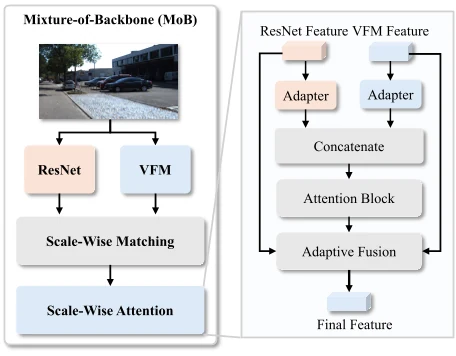 Mixture-of-Backbone (MoB)
ResNet
VFM
Scale-Wise Matching
Scale-Wise Attention
ResNet Feature VFM Feature
Adapter
Adapter
Concatenate
Attention Block
Adaptive Fusion
Final Feature